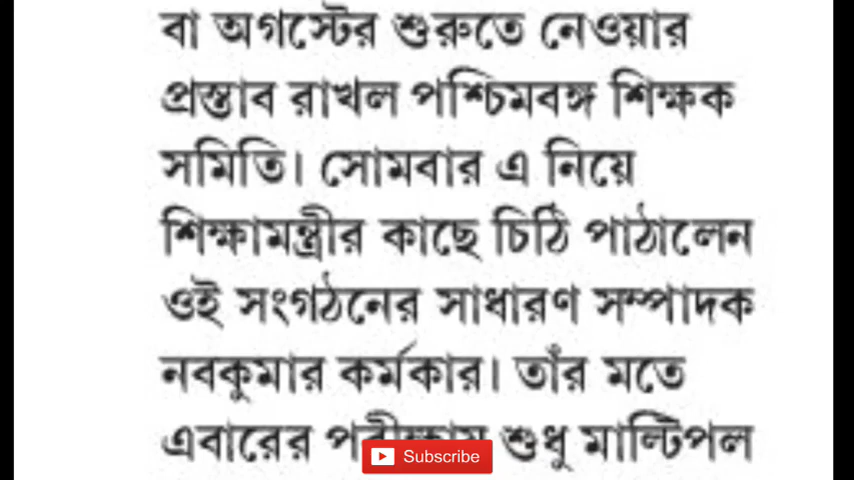 বা অগস্টের শুরুতে নেওয়ার
প্রস্তাব রাখল পশ্চিমবঙ্গ শিক্ষক
সমিতি। সোমবার এ নিয়ে
শিক্ষামন্ত্রীর কাছে চিঠি পাঠালেন
ওই সংগঠনের সাধারণ সম্পাদক
নবকুমার কর্মকার। তাঁর মতে
এবারের শুধু মাল্টিপল
Subscribe